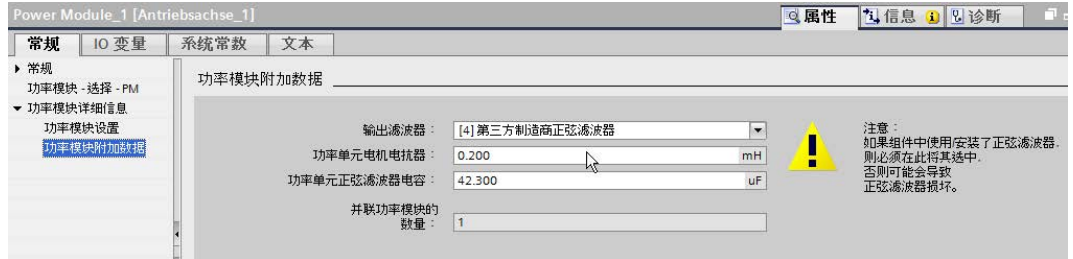 Power Module_1 [Antriebsachse_1]
属性
信息
诊断
常规
IO 变量
系统常数
文本
常规
功率模块 - 选择 - PM
功率模块详细信息
功率模块设置
功率模块附加数据
功率模块附加数据
输出滤波器：
[4] 第三方制造商正弦滤波器
功率单元电机电抗器：
0.200
mH
功率单元正弦滤波器电容：
42.300
uF
并联功率模块的
数量：
1
注意：
如果组件中使用/安装了正弦滤波器.
则必须在此将其选中.
否则可能会导致
正弦滤波器损坏。